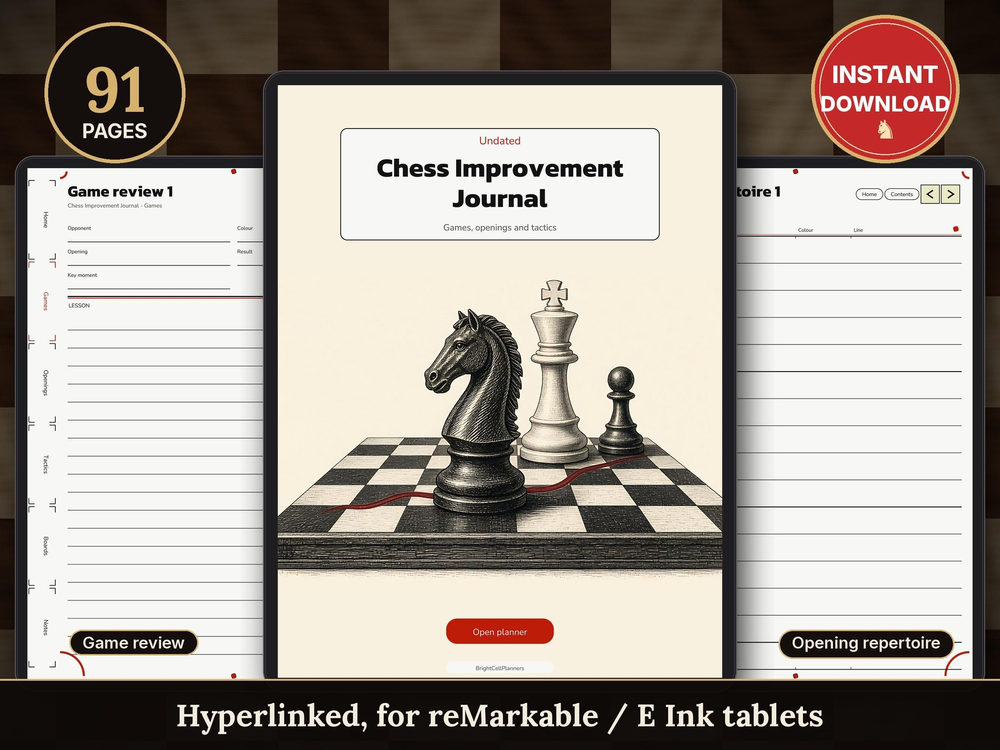 91
PAGES
INSTANT
DOWNLOAD
Undated
Chess Improvement
Journal
Games, openings and tactics
Open planner
BrightCellPlanners
Game review 1
Chess Improvement Journal - Games
Opponent
Colour
Opening
Result
Key moment
LESSON
Home
Games
Openings
Tactics
Boards
Notes
Game review
toire 1
Home
Contents
<
>
Colour
Line
Opening repertoire
Hyperlinked, for reMarkable / E Ink tablets